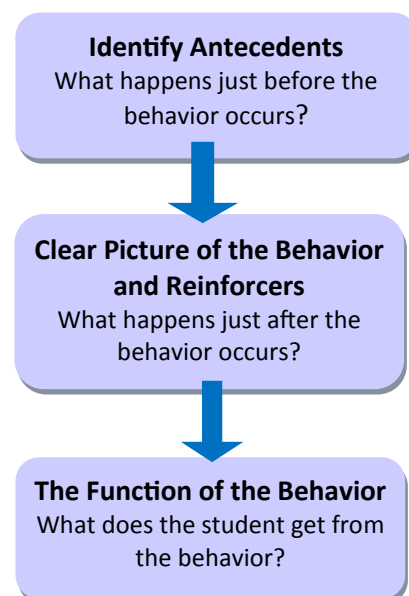 Identify Antecedents
What happens just before the
behavior occurs?
Clear Picture of the Behavior
and Reinforcers
What happens just after the
behavior occurs?
The Function of the Behavior
What does the student get from
the behavior?